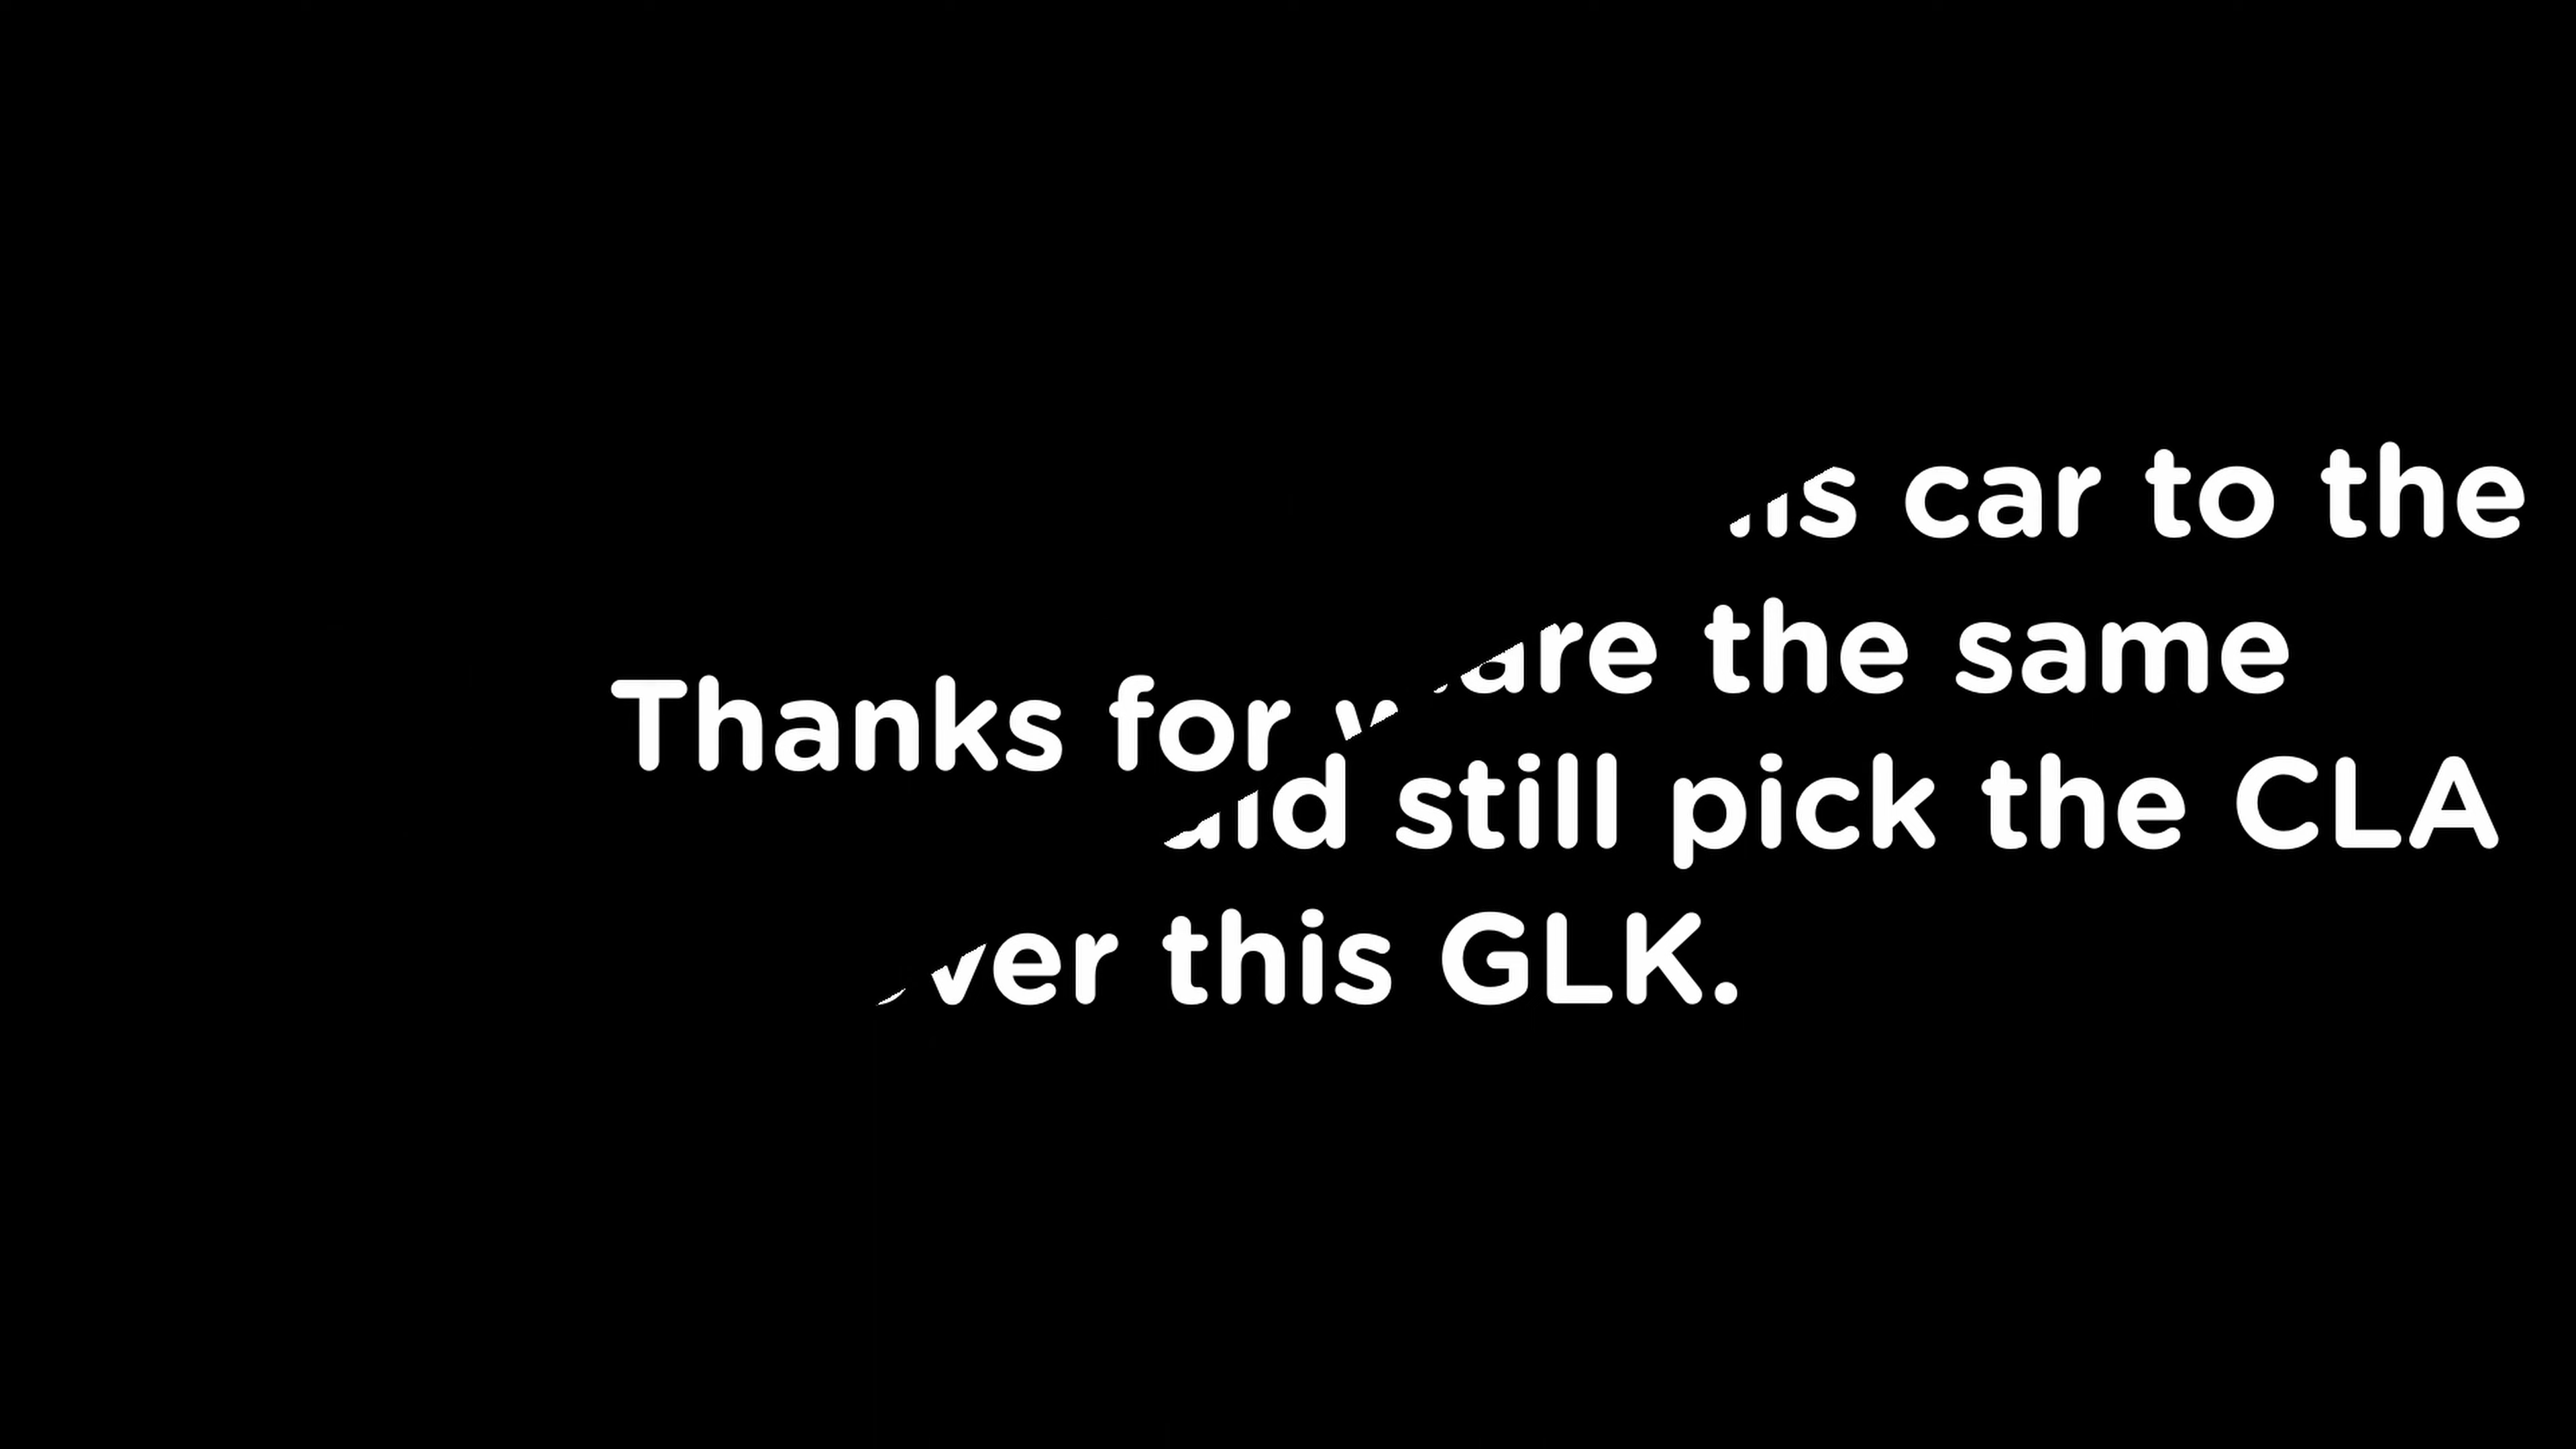 car to the
are the same
Thanks for
still pick the CLA
this GLK.